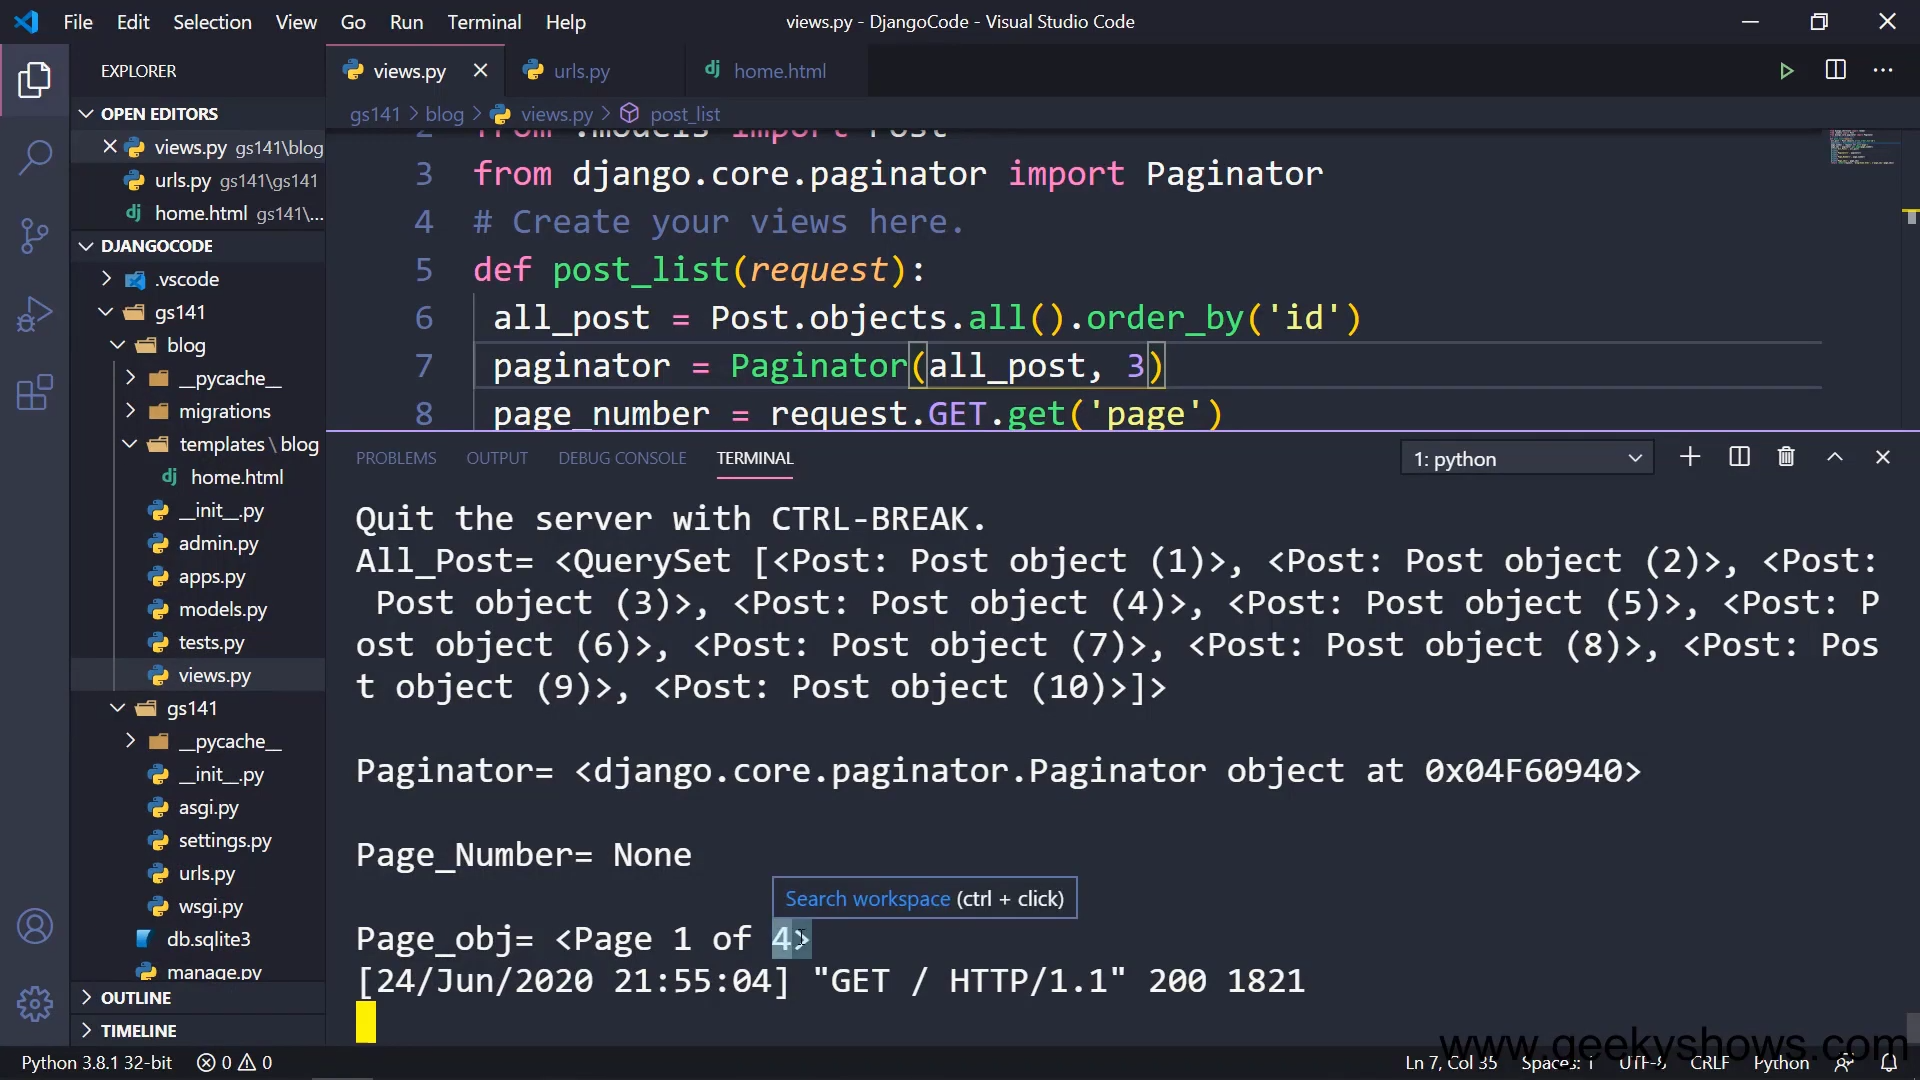 File Edit Selection View Go Run Terminal Help
views.py - DjangoCode - Visual Studio Code
EXPLORER
OPEN EDITORS
views.py gs141\blog
urls.py gs141\gs141
home.html gs141\...
DJANGOCODE
.vscode
gs141
blog
__pycache__
migrations
templates \ blog
home.html
__init__.py
admin.py
apps.py
models.py
tests.py
views.py
gs141
__pycache__
__init__.py
asgi.py
settings.py
urls.py
wsgi.py
db.sqlite3
manage.py
OUTLINE
TIMELINE
views.py urls.py home.html
gs141 > blog > views.py > post_list
2 from .models import Post
3 from django.core.paginator import Paginator
4 # Create your views here.
5 def post_list(request):
6 all_post = Post.objects.all().order_by('id')
7 paginator = Paginator(all_post, 3)
8 page_number = request.GET.get('page')
PROBLEMS OUTPUT DEBUG CONSOLE TERMINAL
1: python
Quit the server with CTRL-BREAK.
All_Post= <QuerySet [<Post: Post object (1)>, <Post: Post object (2)>, <Post:
Post object (3)>, <Post: Post object (4)>, <Post: Post object (5)>, <Post: P
ost object (6)>, <Post: Post object (7)>, <Post: Post object (8)>, <Post: Pos
t object (9)>, <Post: Post object (10)>]>
Paginator= <django.core.paginator.Paginator object at 0x04F60940>
Page_Number= None
Search workspace (ctrl + click)
Page_obj= <Page 1 of 4>
[24/Jun/2020 21:55:04] "GET / HTTP/1.1" 200 1821
www.geekyshows.com
Python 3.8.1 32-bit 0 0
Ln 7, Col 35 Spaces: 1 UTF-8 CRLF Python